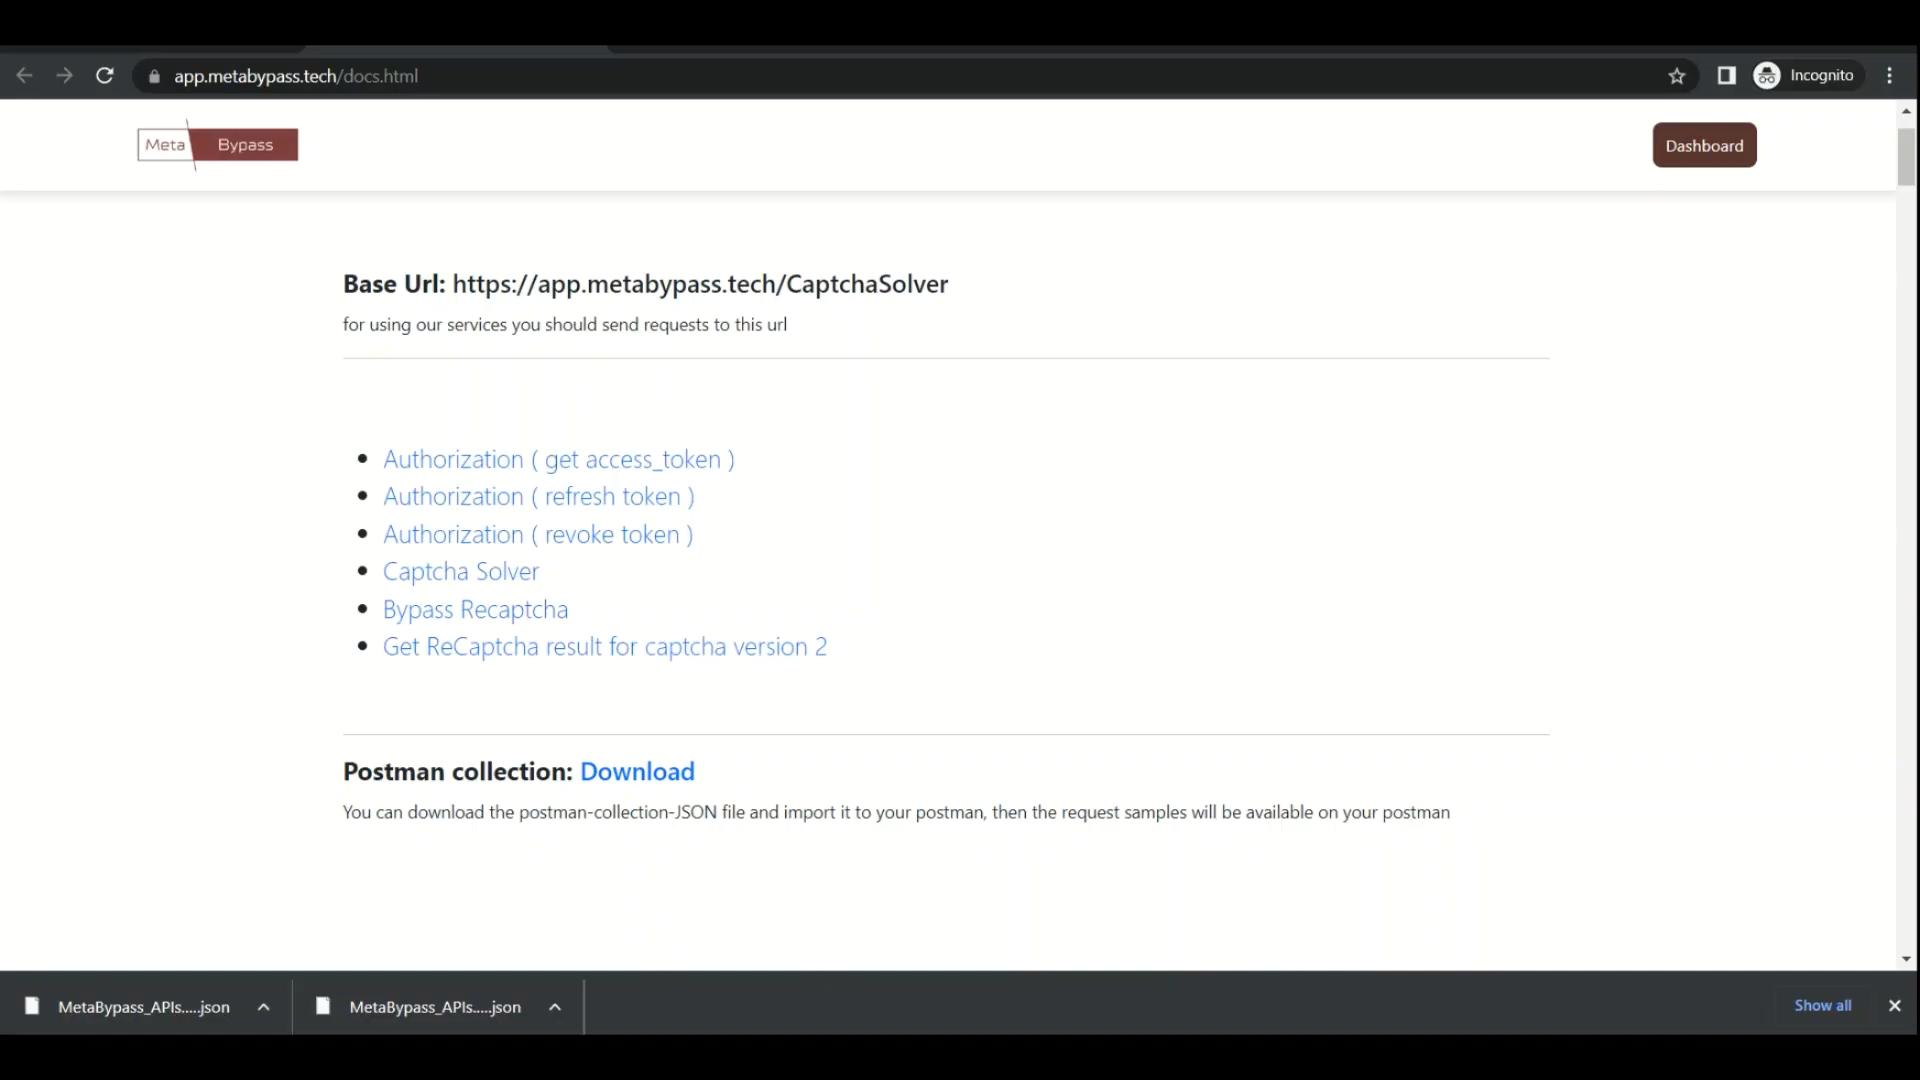 app.metabypass.tech/docs.html
Incognito
Meta Bypass
Dashboard
Base Url: https://app.metabypass.tech/CaptchaSolver
for using our services you should send requests to this url
Authorization ( get access_token )
Authorization ( refresh token )
Authorization ( revoke token )
Captcha Solver
Bypass Recaptcha
Get ReCaptcha result for captcha version 2
Postman collection: Download
You can download the postman-collection-JSON file and import it to your postman, then the request samples will be available on your postman
MetaBypass_APIs.....json
MetaBypass_APIs.....json
Show all